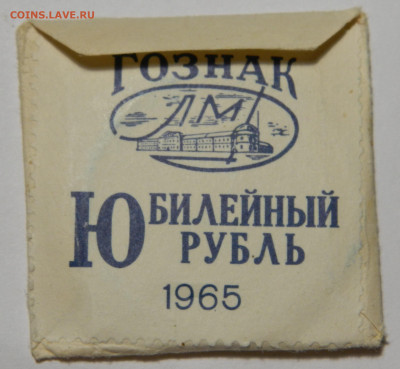 COINS.LAVE.RU
ГОЗНАК
ЛМД
ЮБИЛЕЙНЫЙ
РУБЛЬ
1965